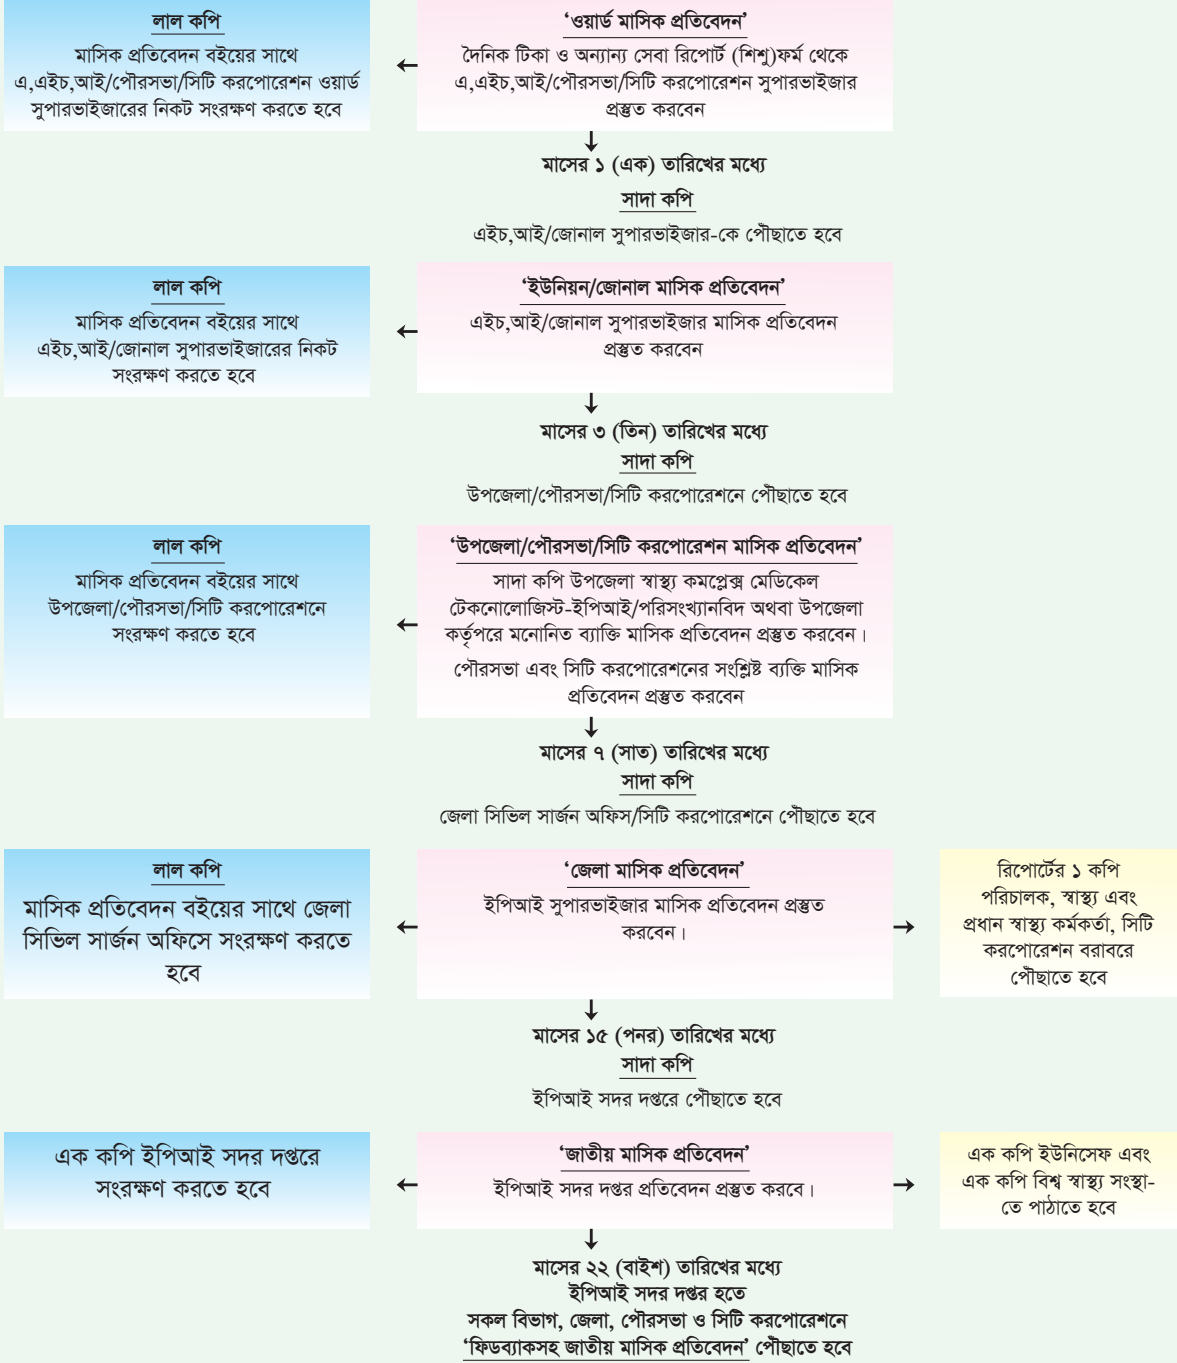 লাল কপি
মাসিক প্রতিবেদন বইয়ের সাথে
এ,এইচ,আই/পৌরসভা/সিটি করপোরেশন ওয়ার্ড
সুপারভাইজারের নিকট সংরক্ষণ করতে হবে
‘ওয়ার্ড মাসিক প্রতিবেদন’
দৈনিক টিকা ও অন্যান্য সেবা রিপোর্ট (শিশু)ফর্ম থেকে
এ,এইচ,আই/পৌরসভা/সিটি করপোরেশন সুপারভাইজার
প্রস্তুত করবেন
মাসের ১ (এক) তারিখের মধ্যে
সাদা কপি
এইচ,আই/জোনাল সুপারভাইজার-কে পৌঁছাতে হবে
লাল কপি
মাসিক প্রতিবেদন বইয়ের সাথে
এইচ,আই/জোনাল সুপারভাইজারের নিকট
সংরক্ষণ করতে হবে
‘ইউনিয়ন/জোনাল মাসিক প্রতিবেদন’
এইচ,আই/জোনাল সুপারভাইজার মাসিক প্রতিবেদন
প্রস্তুত করবেন
মাসের ৩ (তিন) তারিখের মধ্যে
সাদা কপি
উপজেলা/পৌরসভা/সিটি করপোরেশনে পৌঁছাতে হবে
লাল কপি
মাসিক প্রতিবেদন বইয়ের সাথে
উপজেলা/পৌরসভা/সিটি করপোরেশনে
সংরক্ষণ করতে হবে
‘উপজেলা/পৌরসভা/সিটি করপোরেশন মাসিক প্রতিবেদন’
সাদা কপি উপজেলা স্বাস্থ্য কমপ্লেক্স মেডিকেল
টেকনোলোজিস্ট-ইপিআই/পরিসংখ্যানবিদ অথবা উপজেলা
কর্তৃপরে মনোনিত ব্যাক্তি মাসিক প্রতিবেদন প্রস্তুত করবেন।
পৌরসভা এবং সিটি করপোরেশনের সংশ্লিষ্ট ব্যক্তি মাসিক
প্রতিবেদন প্রস্তুত করবেন
মাসের ৭ (সাত) তারিখের মধ্যে
সাদা কপি
জেলা সিভিল সার্জন অফিস/সিটি করপোরেশনে পৌঁছাতে হবে
লাল কপি
মাসিক প্রতিবেদন বইয়ের সাথে জেলা
সিভিল সার্জন অফিসে সংরক্ষণ করতে
হবে
‘জেলা মাসিক প্রতিবেদন’
ইপিআই সুপারভাইজার মাসিক প্রতিবেদন প্রস্তুত
করবেন।
রিপোর্টের ১ কপি
পরিচালক, স্বাস্থ্য এবং
প্রধান স্বাস্থ্য কর্মকর্তা, সিটি
করপোরেশন বরাবরে
পৌঁছাতে হবে
মাসের ১৫ (পনর) তারিখের মধ্যে
সাদা কপি
ইপিআই সদর দপ্তরে পৌঁছাতে হবে
এক কপি ইপিআই সদর দপ্তরে
সংরক্ষণ করতে হবে
‘জাতীয় মাসিক প্রতিবেদন’
ইপিআই সদর দপ্তর প্রতিবেদন প্রস্তুত করবে।
এক কপি ইউনিসেফ এবং
এক কপি বিশ্ব স্বাস্থ্য সংস্থা-
তে পাঠাতে হবে
মাসের ২২ (বাইশ) তারিখের মধ্যে
ইপিআই সদর দপ্তর হতে
সকল বিভাগ, জেলা, পৌরসভা ও সিটি করপোরেশনে
‘ফিডব্যাকসহ জাতীয় মাসিক প্রতিবেদন’ পৌঁছাতে হবে